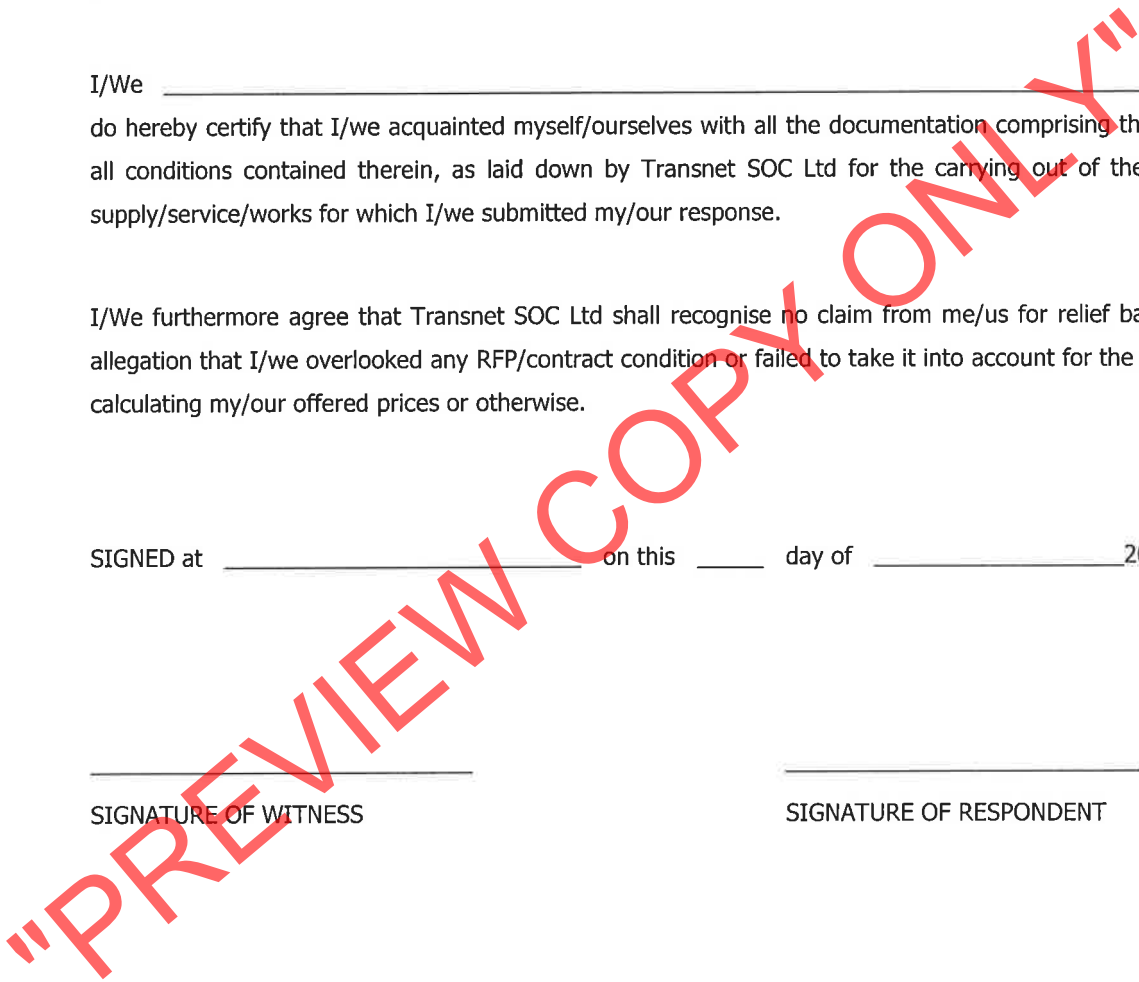 I/We
do hereby certify that I/we acquainted myself/ourselves with all the documentation comprising th
all conditions contained therein, as laid down by Transnet SOC Ltd for the carrying out of the
supply/service/works for which I/we submitted my/our response.
I/We furthermore agree that Transnet SOC Ltd shall recognise no claim from me/us for relief ba
allegation that I/we overlooked any RFP/contract condition or failed to take it into account for the
calculating my/our offered prices or otherwise.
SIGNED at on this day of 2
SIGNATURE OF WITNESS SIGNATURE OF RESPONDENT
"PREVIEW COPY ONLY"